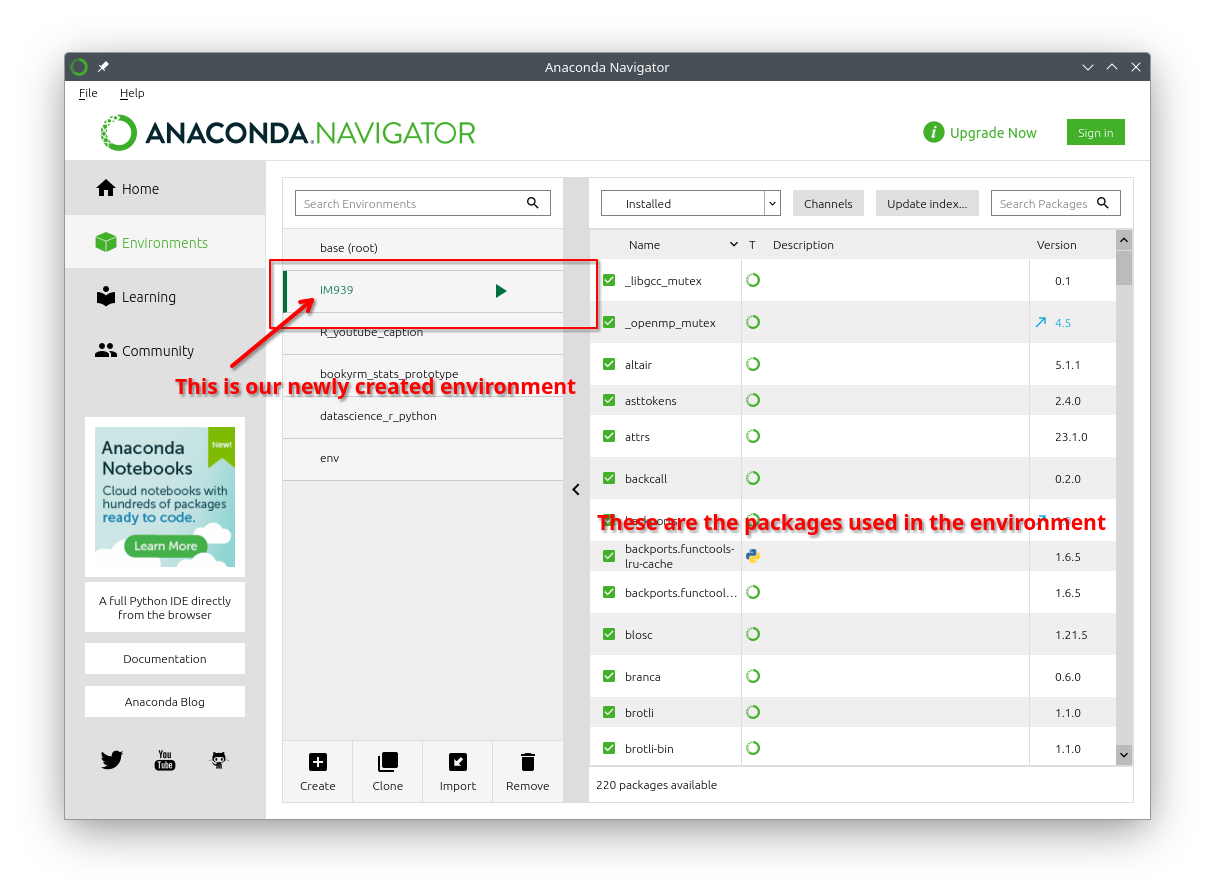 Anaconda Navigator
File Help
ANACONDA.NAVIGATOR
i Upgrade Now Sign in
Home
Environments
Learning
Community
Anaconda
Notebooks
New!
Cloud notebooks with
hundreds of packages
ready to code.
Learn More
A full Python IDE directly
from the browser
Documentation
Anaconda Blog
You
Tube
Search Environments
base (root)
IM939
R_youtube_caption
bookyrm_stats_prototype
This is our newly created environment
datascience_r_python
env
Create Clone Import Remove
Installed Channels Update index... Search Packages
Name T Description Version
_libgcc_mutex 0.1
_openmp_mutex 4.5
altair 5.1.1
asttokens 2.4.0
attrs 23.1.0
backcall 0.2.0
These are the packages used in the environment
backports.functools-
lru-cache 1.6.5
backports.functool... 1.6.5
blosc 1.21.5
branca 0.6.0
brotli 1.1.0
brotli-bin 1.1.0
220 packages available